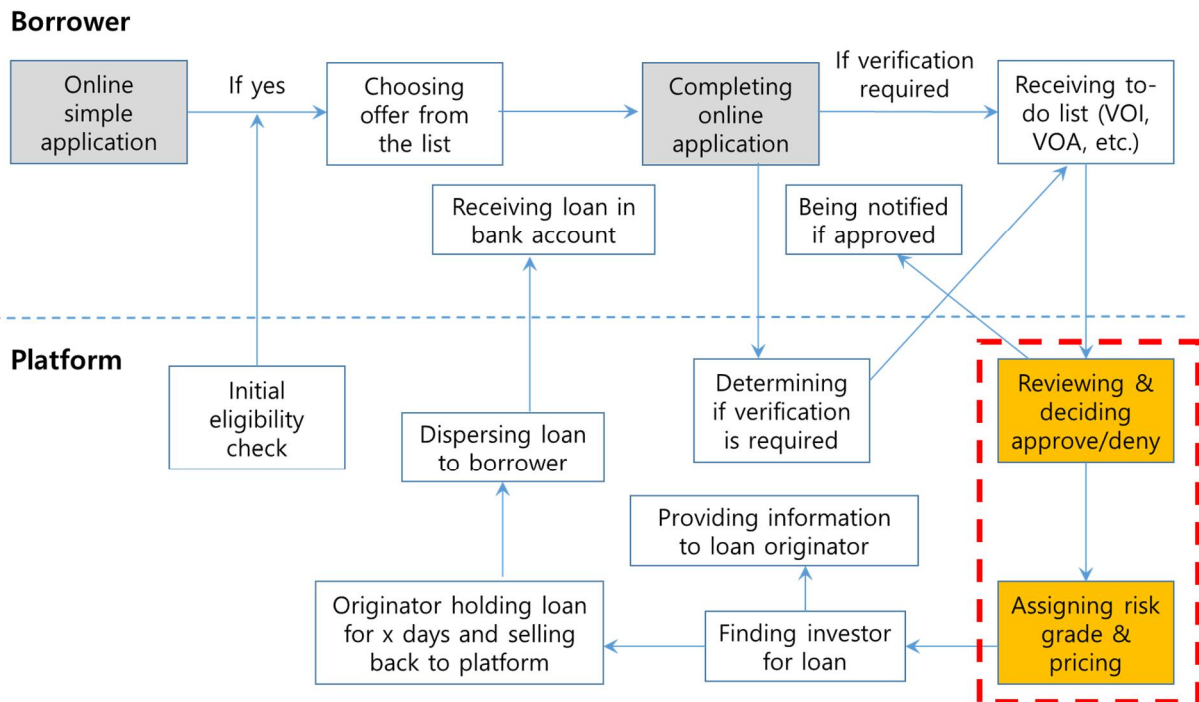 Borrower
Online
simple
application
If yes
Choosing
offer from
the list
Completing
online
application
If verification
required
Receiving to-
do list (VOI,
VOA, etc.)
Receiving loan in
bank account
Being notified
if approved
Platform
Initial
eligibility
check
Dispersing loan
to borrower
Determining
if verification
is required
Reviewing &
deciding
approve/deny
Providing information
to loan originator
Originator holding loan
for x days and selling
back to platform
Finding investor
for loan
Assigning risk
grade &
pricing